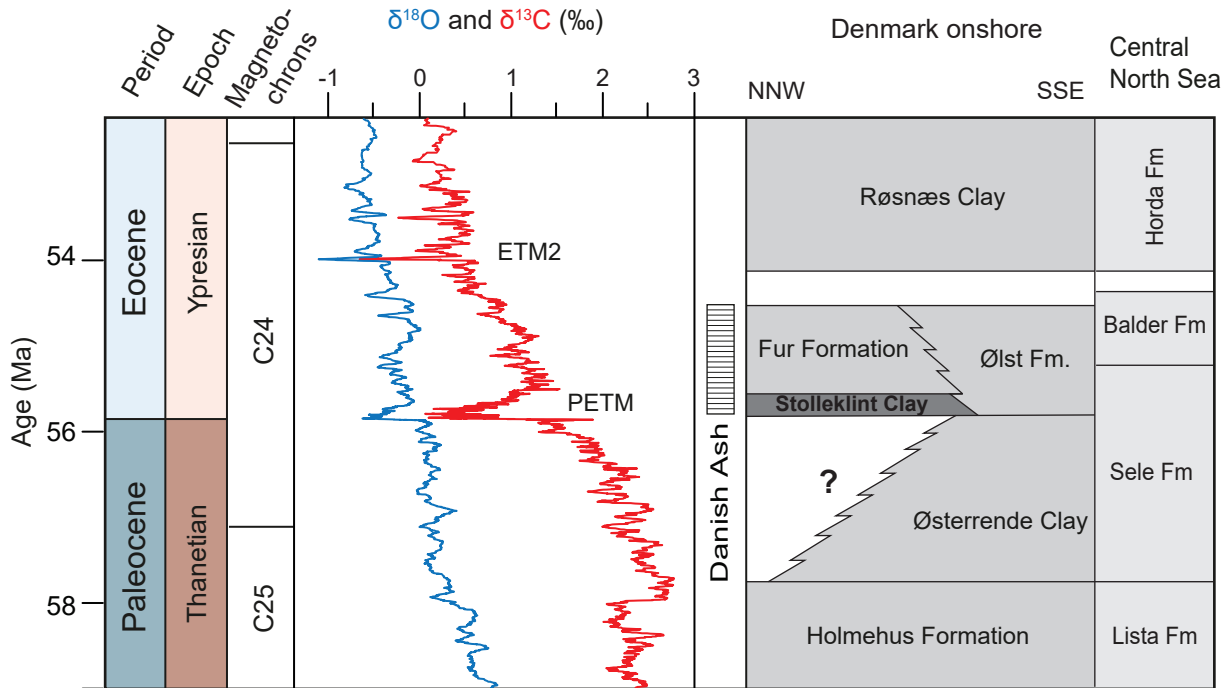 δ18O and δ13C (‰)
Period
Epoch
Magneto-
chrons
-1
0
1
2
3
Denmark onshore
NNW
SSE
Central
North Sea
Age (Ma)
54
56
58
Eocene
Paleocene
Ypresian
Thanetian
C24
C25
ETM2
PETM
Danish Ash
Røsnæs Clay
Fur Formation
Ølst Fm.
Stolleklint Clay
?
Østerrende Clay
Holmehus Formation
Horda Fm
Balder Fm
Sele Fm
Lista Fm